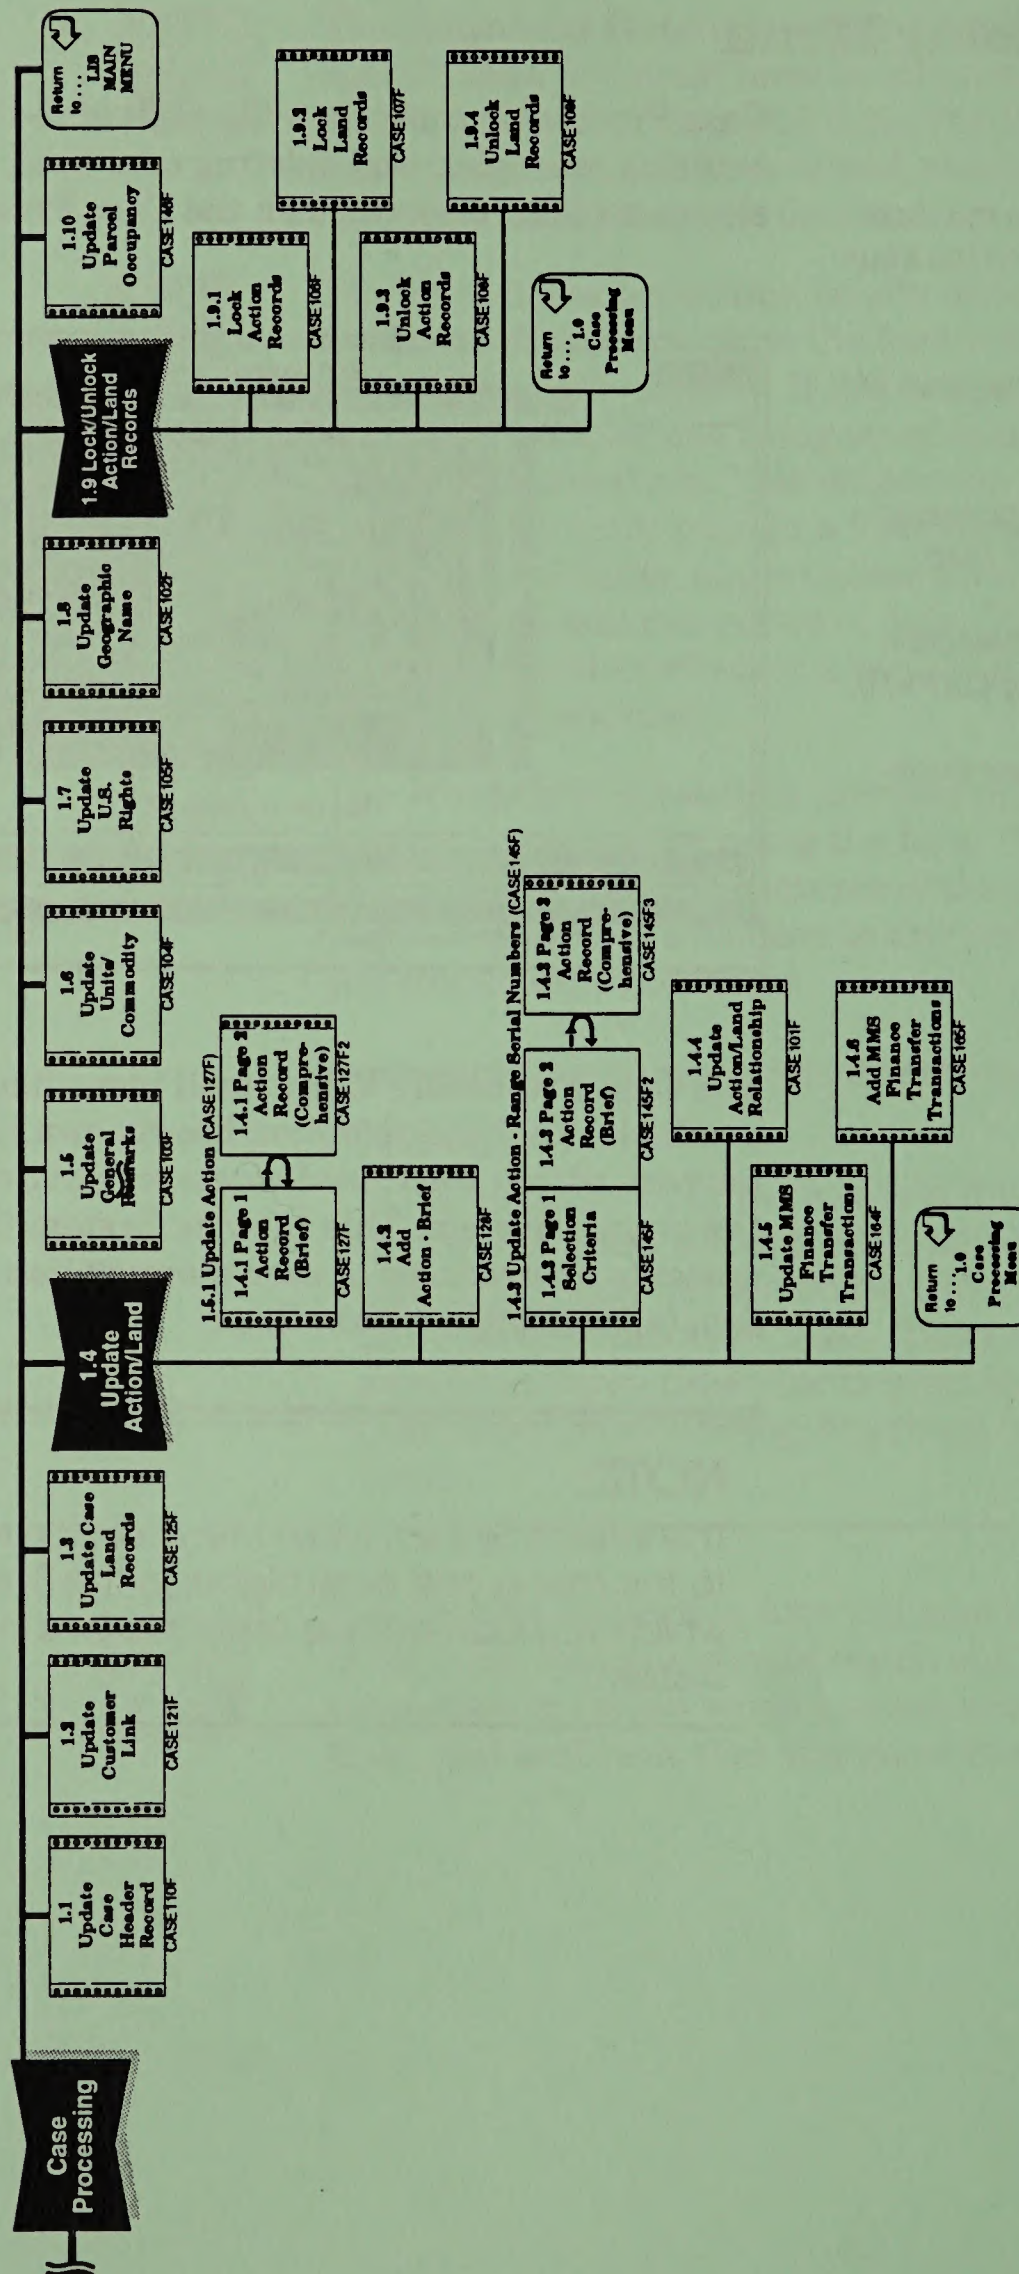 Case
Processing
1.1
Update
Case
Header
Record
CASE110F
1.2
Update
Customer
Link
CASE121F
1.3
Update Case
Land
Records
CASE125F
1.4
Update
Action/Land
1.5.1 Update Action (CASE127F)
1.4.1 Page 1
Action
Record
(Brief)
CASE127F
1.4.1 Page 2
Action
Record
(Compre-
hensive)
CASE127F2
1.4.2
Add
Action - Brief
CASE128F
1.4.3 Update Action - Range Serial Numbers (CASE145F)
1.4.3 Page 1
Selection
Criteria
CASE145F
1.4.3 Page 2
Action
Record
(Brief)
CASE145F2
1.4.3 Page 3
Action
Record
(Compre-
hensive)
CASE145F3
1.4.4
Update
Action/Land
Relationship
CASE101F
1.4.5
Update MMS
Finance
Transfer
Transactions
CASE164F
1.4.6
Add MMS
Finance
Transfer
Transactions
CASE165F
Return
to...
1.0
Case
Processing
Menu
1.5
Update
General
Remarks
CASE103F
1.6
Update
Units/
Commodity
CASE104F
1.7
Update
U.S.
Rights
CASE105F
1.8
Update
Geographic
Name
CASE102F
1.9 Lock/Unlock
Action/Land
Records
1.9.1
Lock
Action
Records
CASE106F
1.9.2
Lock
Land
Records
CASE107F
1.9.3
Unlock
Action
Records
CASE108F
1.9.4
Unlock
Land
Records
CASE109F
Return
to...
1.0
Case
Processing
Menu
1.10
Update
Parcel
Occupancy
CASE146F
Return
to...
LIS
MAIN
MENU